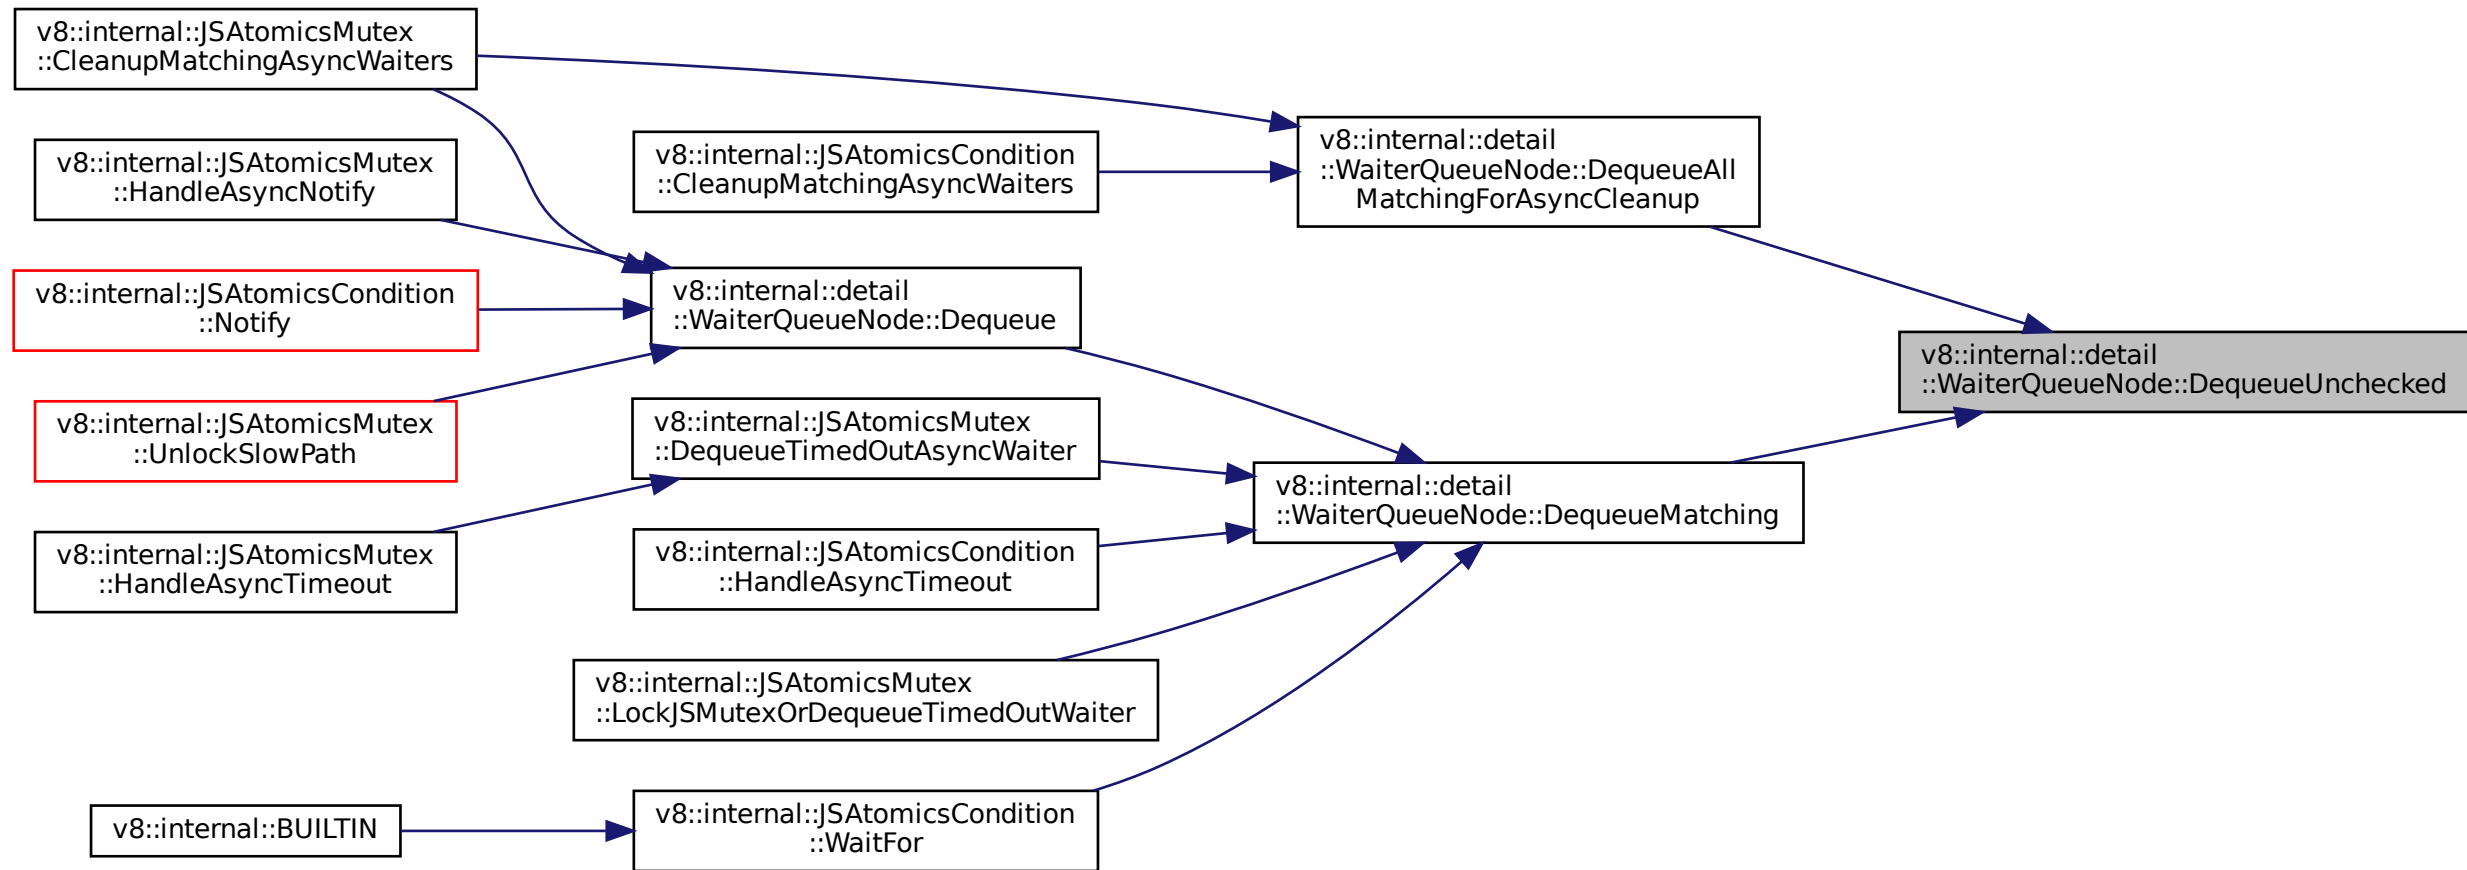 v8::internal::JSAtomicsMutex
::CleanupMatchingAsyncWaiters
v8::internal::JSAtomicsMutex
::HandleAsyncNotify
v8::internal::JSAtomicsCondition
::Notify
v8::internal::JSAtomicsMutex
::UnlockSlowPath
v8::internal::JSAtomicsMutex
::HandleAsyncTimeout
v8::internal::BUILTIN
v8::internal::JSAtomicsCondition
::CleanupMatchingAsyncWaiters
v8::internal::detail
::WaiterQueueNode::Dequeue
v8::internal::JSAtomicsMutex
::DequeueTimedOutAsyncWaiter
v8::internal::JSAtomicsCondition
::HandleAsyncTimeout
v8::internal::JSAtomicsMutex
::LockJSMutexOrDequeueTimedOutWaiter
v8::internal::JSAtomicsCondition
::WaitFor
v8::internal::detail
::WaiterQueueNode::DequeueAll
MatchingForAsyncCleanup
v8::internal::detail
::WaiterQueueNode::DequeueMatching
v8::internal::detail
::WaiterQueueNode::DequeueUnchecked